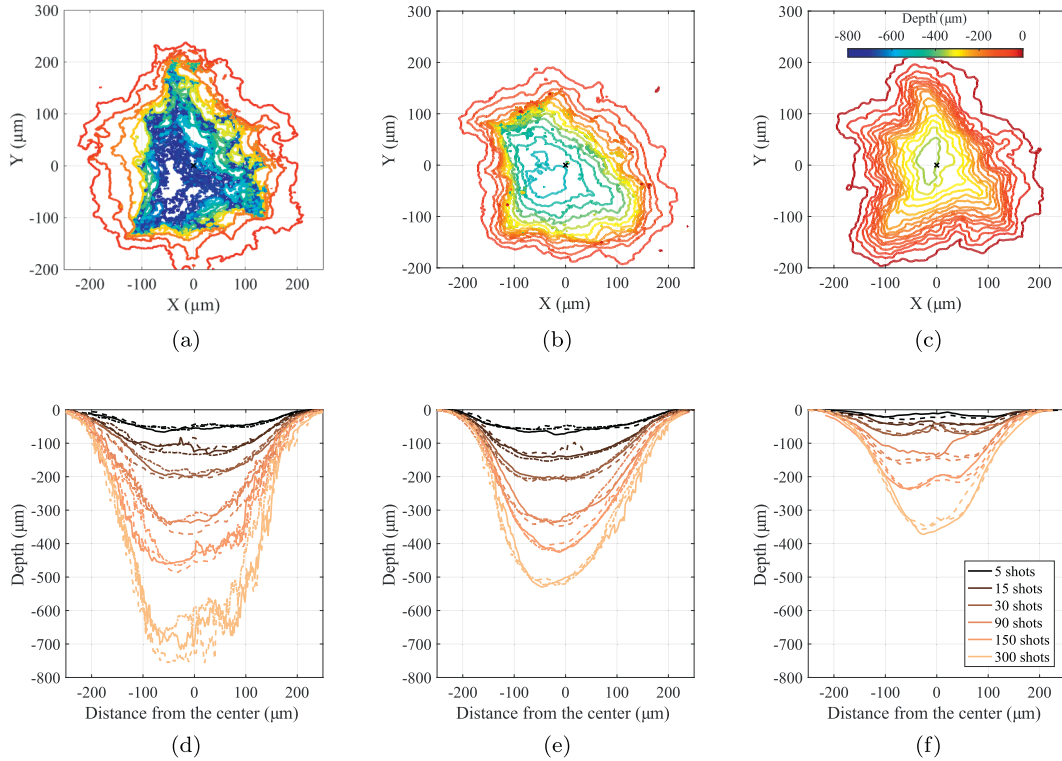 300
200
100
0
-100
-200
Y (μm)
-200 -100 0 100 200
X (μm)
(a)
300
200
100
0
-100
-200
Y (μm)
-200 -100 0 100 200
X (μm)
(b)
300
200
100
0
-100
-200
Y (μm)
Depth (μm)
-800 -600 -400 -200 0
-200 -100 0 100 200
X (μm)
(c)
0
-100
-200
-300
-400
-500
-600
-700
-800
Depth (μm)
-200 -100 0 100 200
Distance from the center (μm)
(d)
0
-100
-200
-300
-400
-500
-600
-700
-800
Depth (μm)
-200 -100 0 100 200
Distance from the center (μm)
(e)
0
-100
-200
-300
-400
-500
-600
-700
-800
Depth (μm)
5 shots
15 shots
30 shots
90 shots
150 shots
300 shots
-200 -100 0 100 200
Distance from the center (μm)
(f)